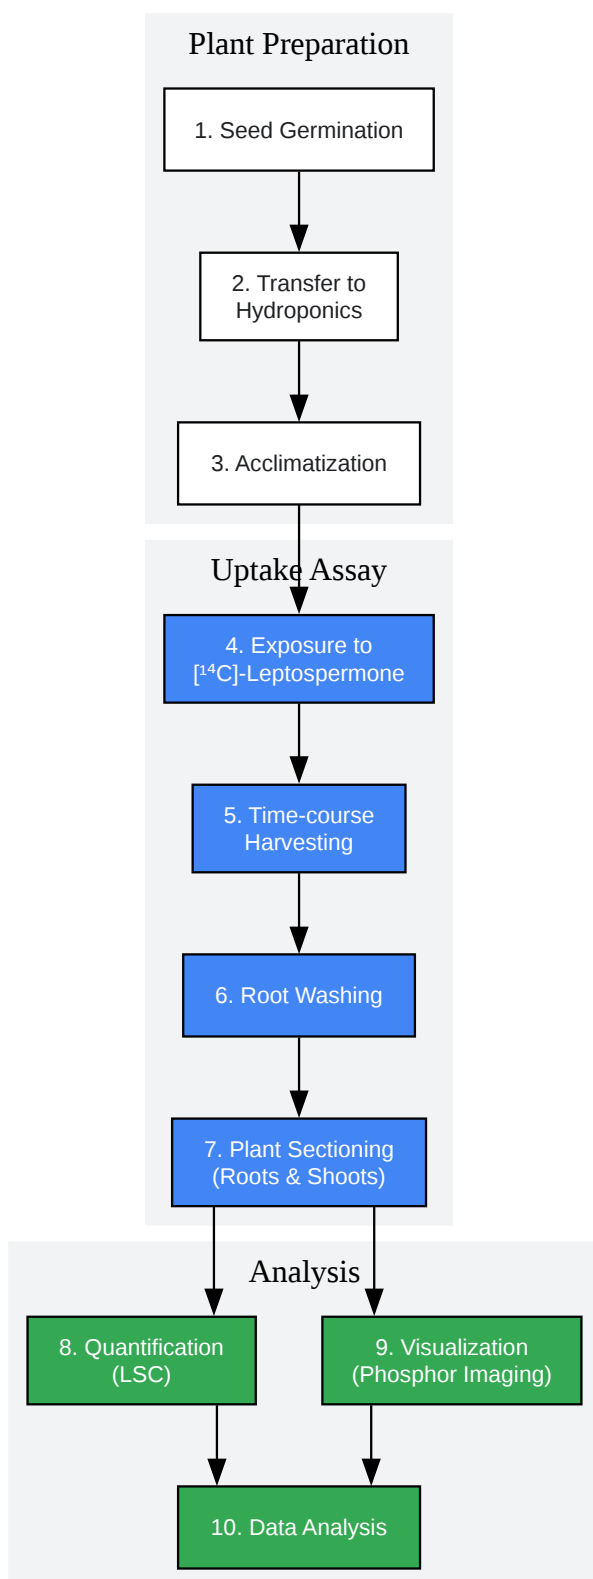 Plant Preparation
1. Seed Germination
2. Transfer to
Hydroponics
3. Acclimatization
Uptake Assay
4. Exposure to
[¹⁴C]-Leptospermone
5. Time-course
Harvesting
6. Root Washing
7. Plant Sectioning
(Roots & Shoots)
Analysis
8. Quantification
(LSC)
9. Visualization
(Phosphor Imaging)
10. Data Analysis